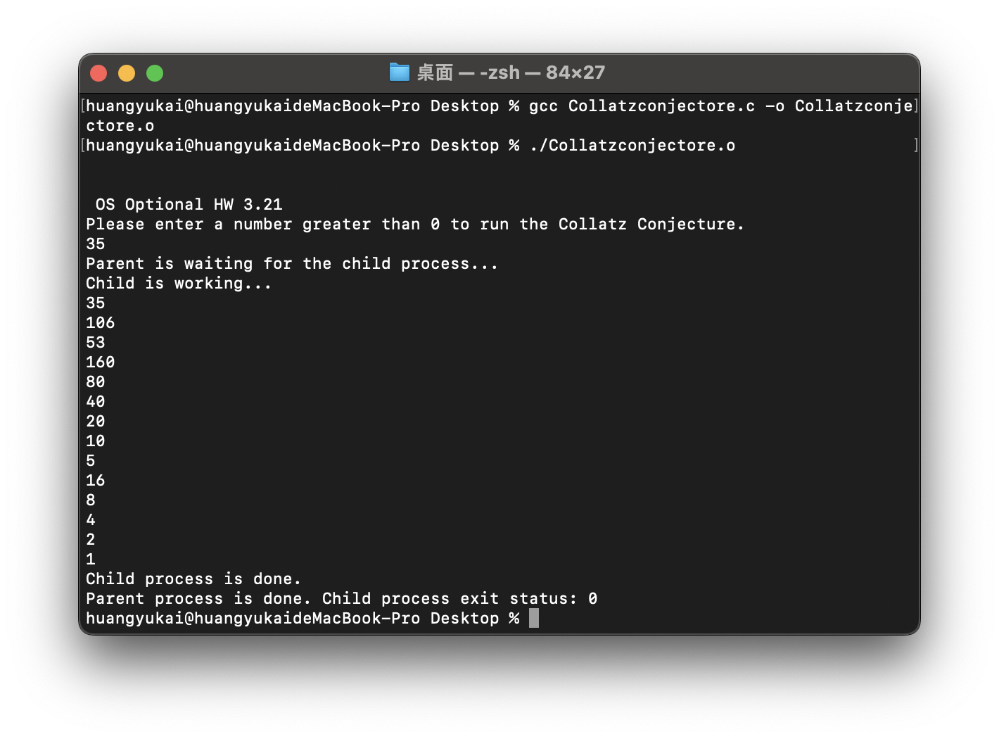 桌面 — -zsh — 84×27
[huangyukai@huangyukaideMacBook-Pro Desktop % gcc Collatzconjectore.c -o Collatzconje]
ctore.o
[huangyukai@huangyukaideMacBook-Pro Desktop % ./Collatzconjectore.o ]
OS Optional HW 3.21
Please enter a number greater than 0 to run the Collatz Conjecture.
35
Parent is waiting for the child process...
Child is working...
35
106
53
160
80
40
20
10
5
16
8
4
2
1
Child process is done.
Parent process is done. Child process exit status: 0
huangyukai@huangyukaideMacBook-Pro Desktop %